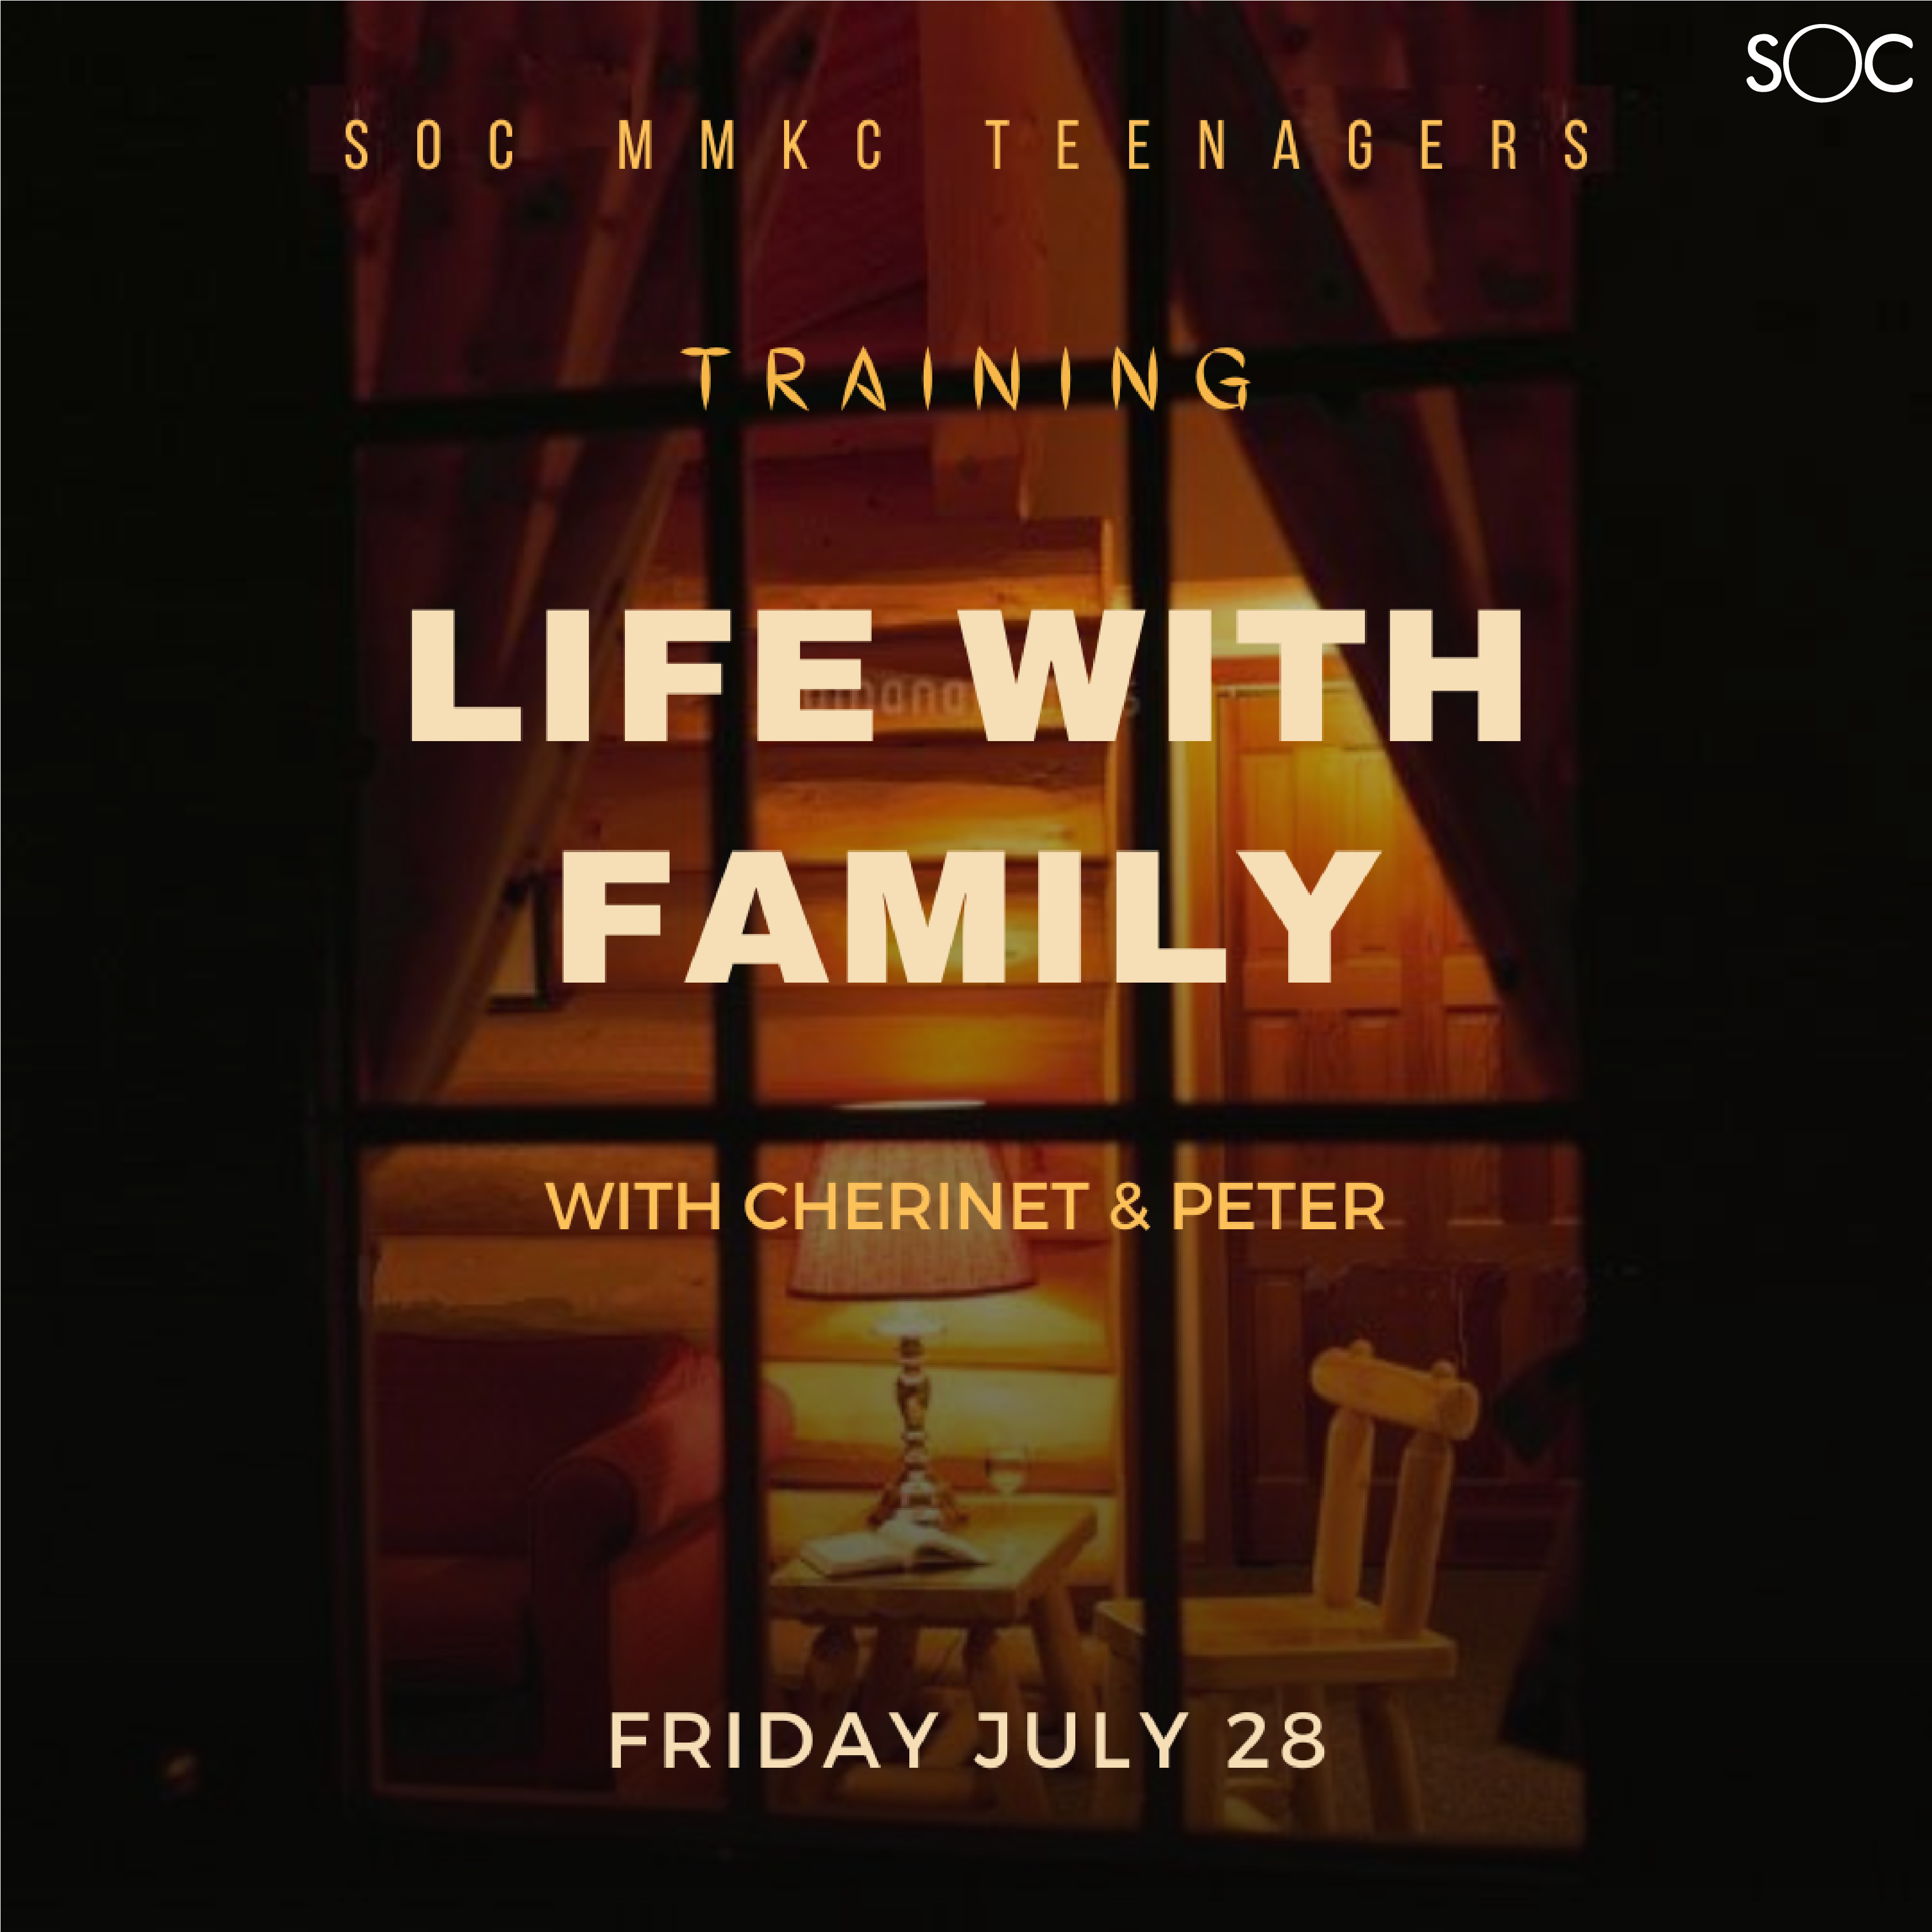 SOC
SOC MMKC TEENAGERS
TRAINING
LIFE WITH
FAMILY
WITH CHERINET & PETER
FRIDAY JULY 28